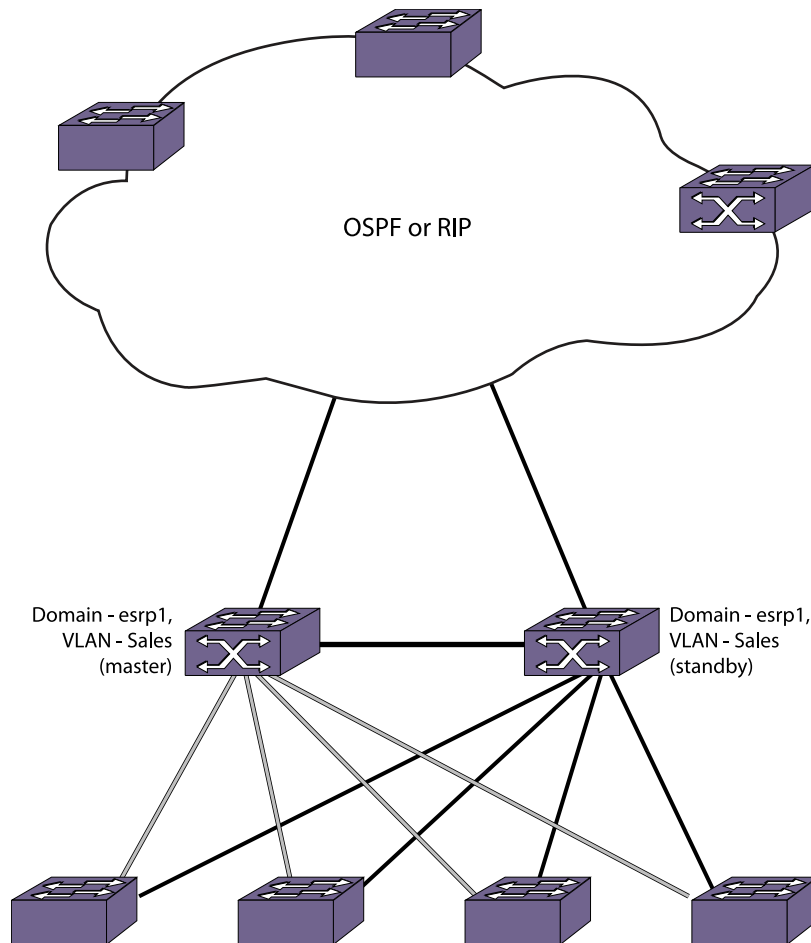 OSPF or RIP
Domain - esrp1,
VLAN - Sales
(master)
Domain - esrp1,
VLAN - Sales
(standby)